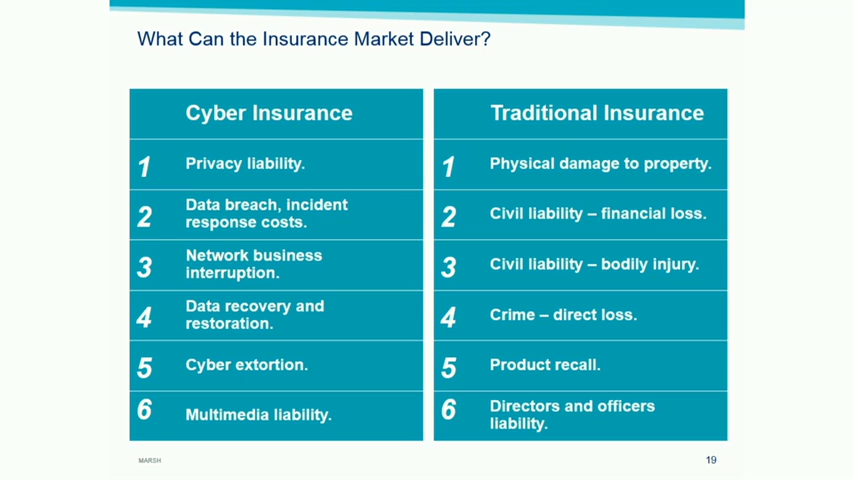 What Can the Insurance Market Deliver?
Cyber Insurance
1 Privacy liability.
2 Data breach, incident
response costs.
3 Network business
interruption.
4 Data recovery and
restoration.
5 Cyber extortion.
6 Multimedia liability.
Traditional Insurance
1 Physical damage to property.
2 Civil liability – financial loss.
3 Civil liability – bodily injury.
4 Crime – direct loss.
5 Product recall.
6 Directors and officers
liability.
MARSH
19